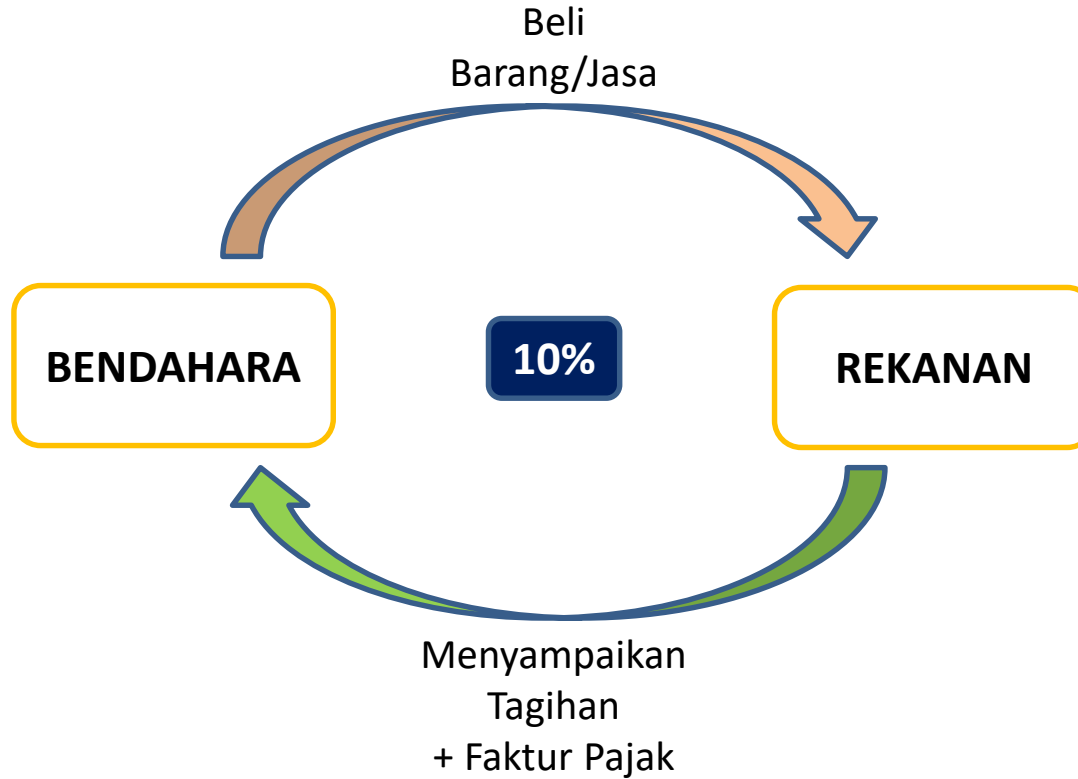 Beli
Barang/Jasa
BENDAHARA
10%
REKANAN
Menyampaikan
Tagihan
+ Faktur Pajak